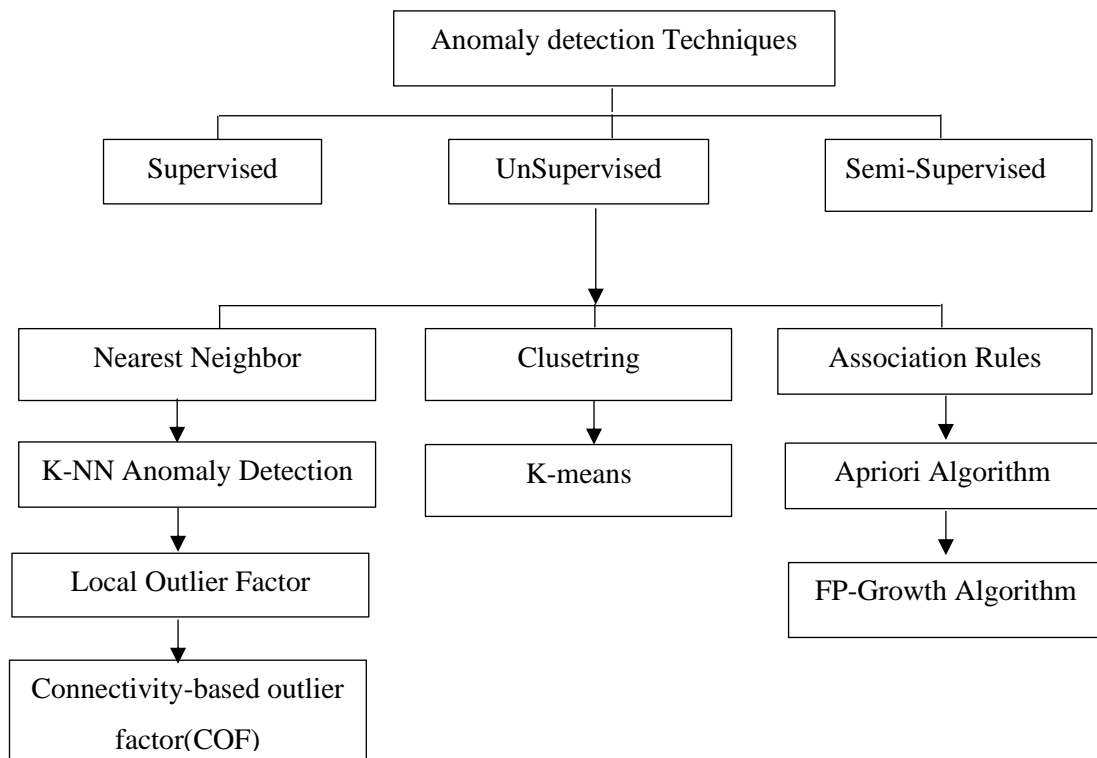 Anomaly detection Techniques
Supervised
UnSupervised
Semi-Supervised
Nearest Neighbor
Clusetring
Association Rules
K-NN Anomaly Detection
K-means
Apriori Algorithm
Local Outlier Factor
FP-Growth Algorithm
Connectivity-based outlier
factor(COF)